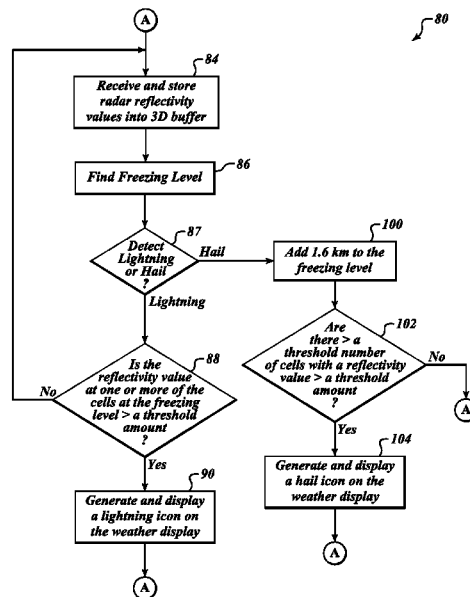 A
80
84
Receive and store
radar reflectivity
values into 3D buffer
86
Find Freezing Level
87
Detect
Lightning
or Hail
?
Hail
Lightning
100
Add 1.6 km to the
freezing level
102
Are
there > a
threshold number
of cells with a reflectivity
value > a threshold
amount
?
No
A
Yes
88
Is the
reflectivity value
at one or more of the
cells at the freezing
level > a threshold
amount
?
No
Yes
104
Generate and display
a hail icon on the
weather display
A
90
Generate and display
a lightning icon on
the weather display
A